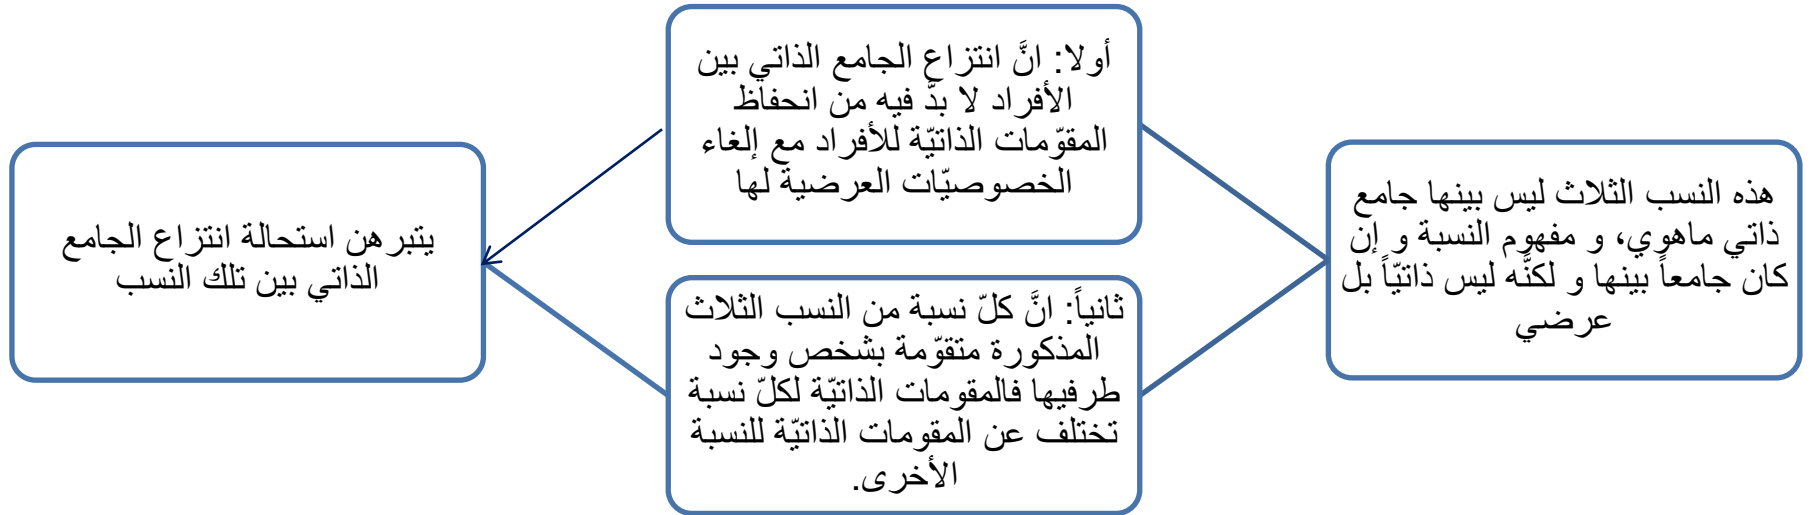 هذه النسب الثلاث ليس بينها جامع
ذاتي ماهوي، و مفهوم النسبة و إن
كان جامعاً بينها و لكنَّه ليس ذاتيّاً بل
عرضي
أولا: انَّ انتزاع الجامع الذاتي بين
الأفراد لا بدَّ فيه من انحفاظ
المقوّمات الذاتيّة للأفراد مع إلغاء
الخصوصيّات العرضية لها
ثانياً: انَّ كلّ نسبة من النسب الثلاث
المذكورة متقوّمة بشخص وجود
طرفيها فالمقومات الذاتيّة لكلّ نسبة
تختلف عن المقومات الذاتيّة للنسبة
الأخرى.
يتبرهن استحالة انتزاع الجامع
الذاتي بين تلك النسب